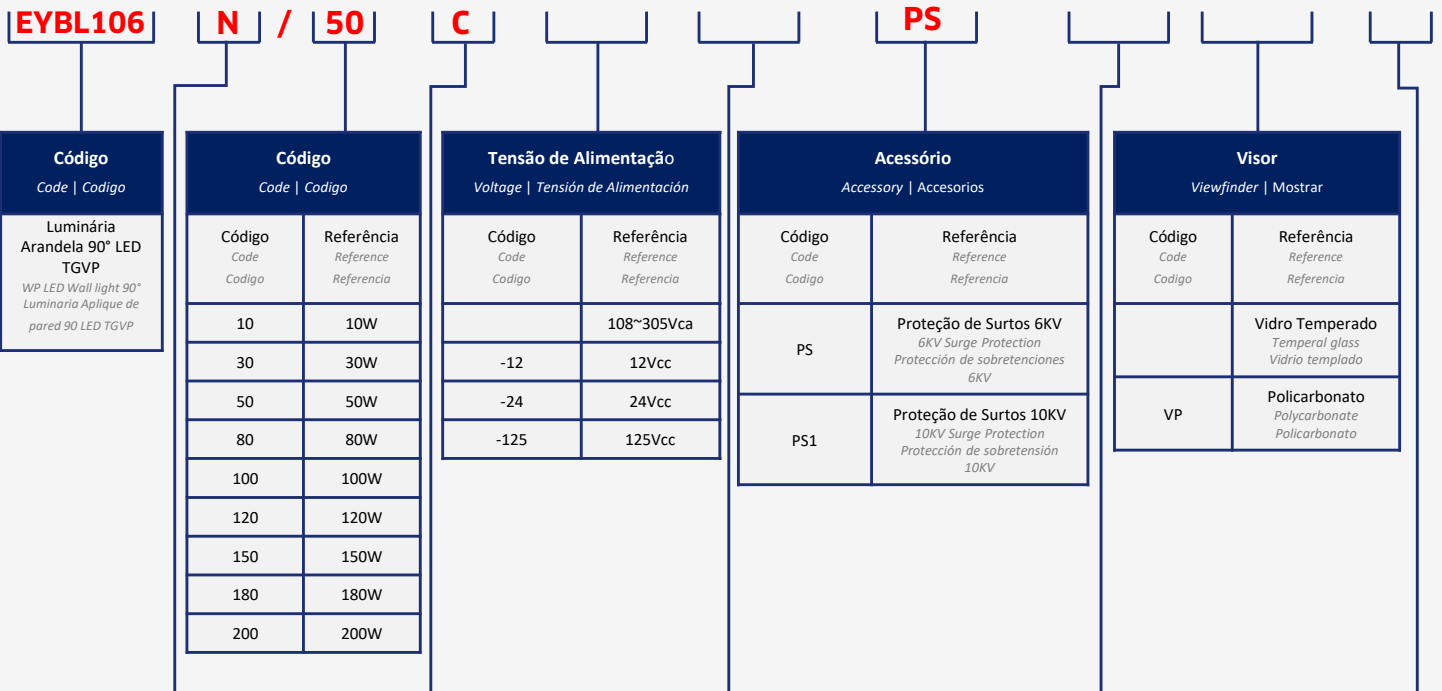 EYBL106 N / 50 C PS
Código
Code | Codigo
Luminária
Arandela 90° LED
TGVP
WP LED Wall light 90°
Luminaria Aplique de
pared 90 LED TGVP
Código
Code | Codigo
Código Referência
Code Reference
Codigo Referencia
10 10W
30 30W
50 50W
80 80W
100 100W
120 120W
150 150W
180 180W
200 200W
Tensão de Alimentação
Voltage | Tensión de Alimentación
Código Referência
Code Reference
Codigo Referencia
108~305Vca
-12 12Vcc
-24 24Vcc
-125 125Vcc
Acessório
Accessory | Accesorios
Código Referência
Code Reference
Codigo Referencia
PS
Proteção de Surtos 6KV
6KV Surge Protection
Protección de sobretenciones
6KV
PS1
Proteção de Surtos 10KV
10KV Surge Protection
Protección de sobretensión
10KV
Visor
Viewfinder | Mostrar
Código Referência
Code Reference
Codigo Referencia
Vidro Temperado
Temperal glass
Vidrio templado
VP
Policarbonato
Polycarbonate
Policarbonato